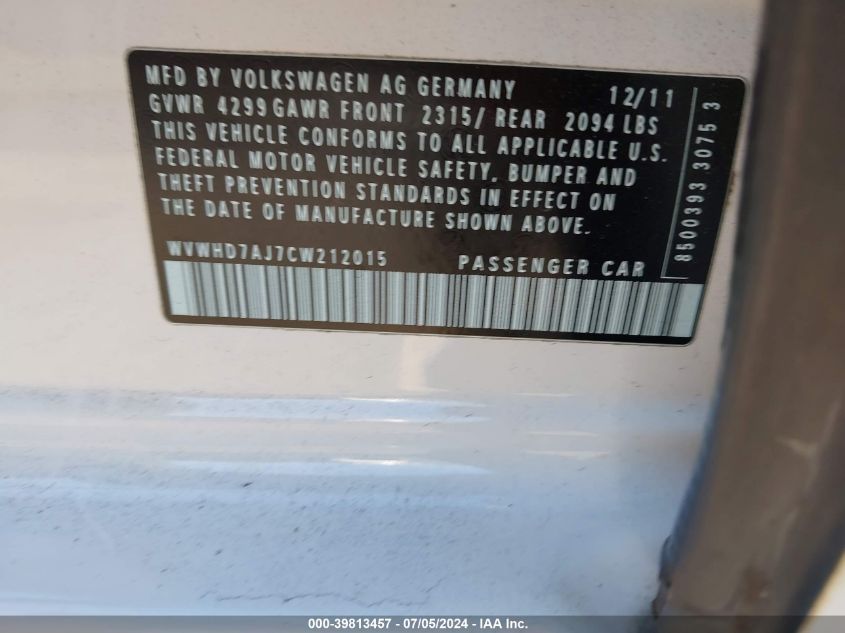 MFD BY VOLKSWAGEN AG GERMANY 12/11
GVWR 4299 GAWR FRONT 2315/ REAR 2094 LBS
THIS VEHICLE CONFORMS TO ALL APPLICABLE U.S.
FEDERAL MOTOR VEHICLE SAFETY, BUMPER AND
THEFT PREVENTION STANDARDS IN EFFECT ON
THE DATE OF MANUFACTURE SHOWN ABOVE.
WVWHD7AJ7CW212015 PASSENGER CAR
8500393 3075 3
000-39813457 - 07/05/2024 - IAA Inc.